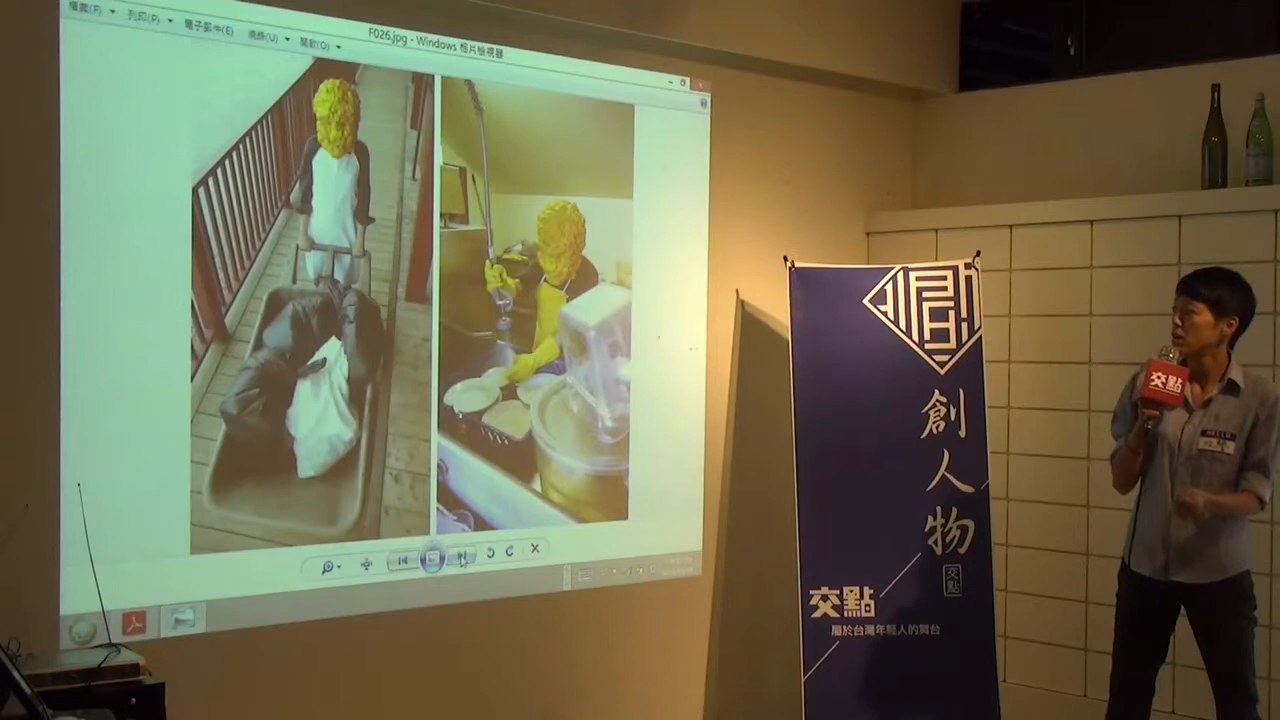 F026.jpg - Windows 相片檢視器
檔案(F)
列印(P)
電子郵件(E)
燒錄(U)
開啟(O)
創
人
物
交點
交點
屬於台灣年輕人的舞台
交點
HELLO